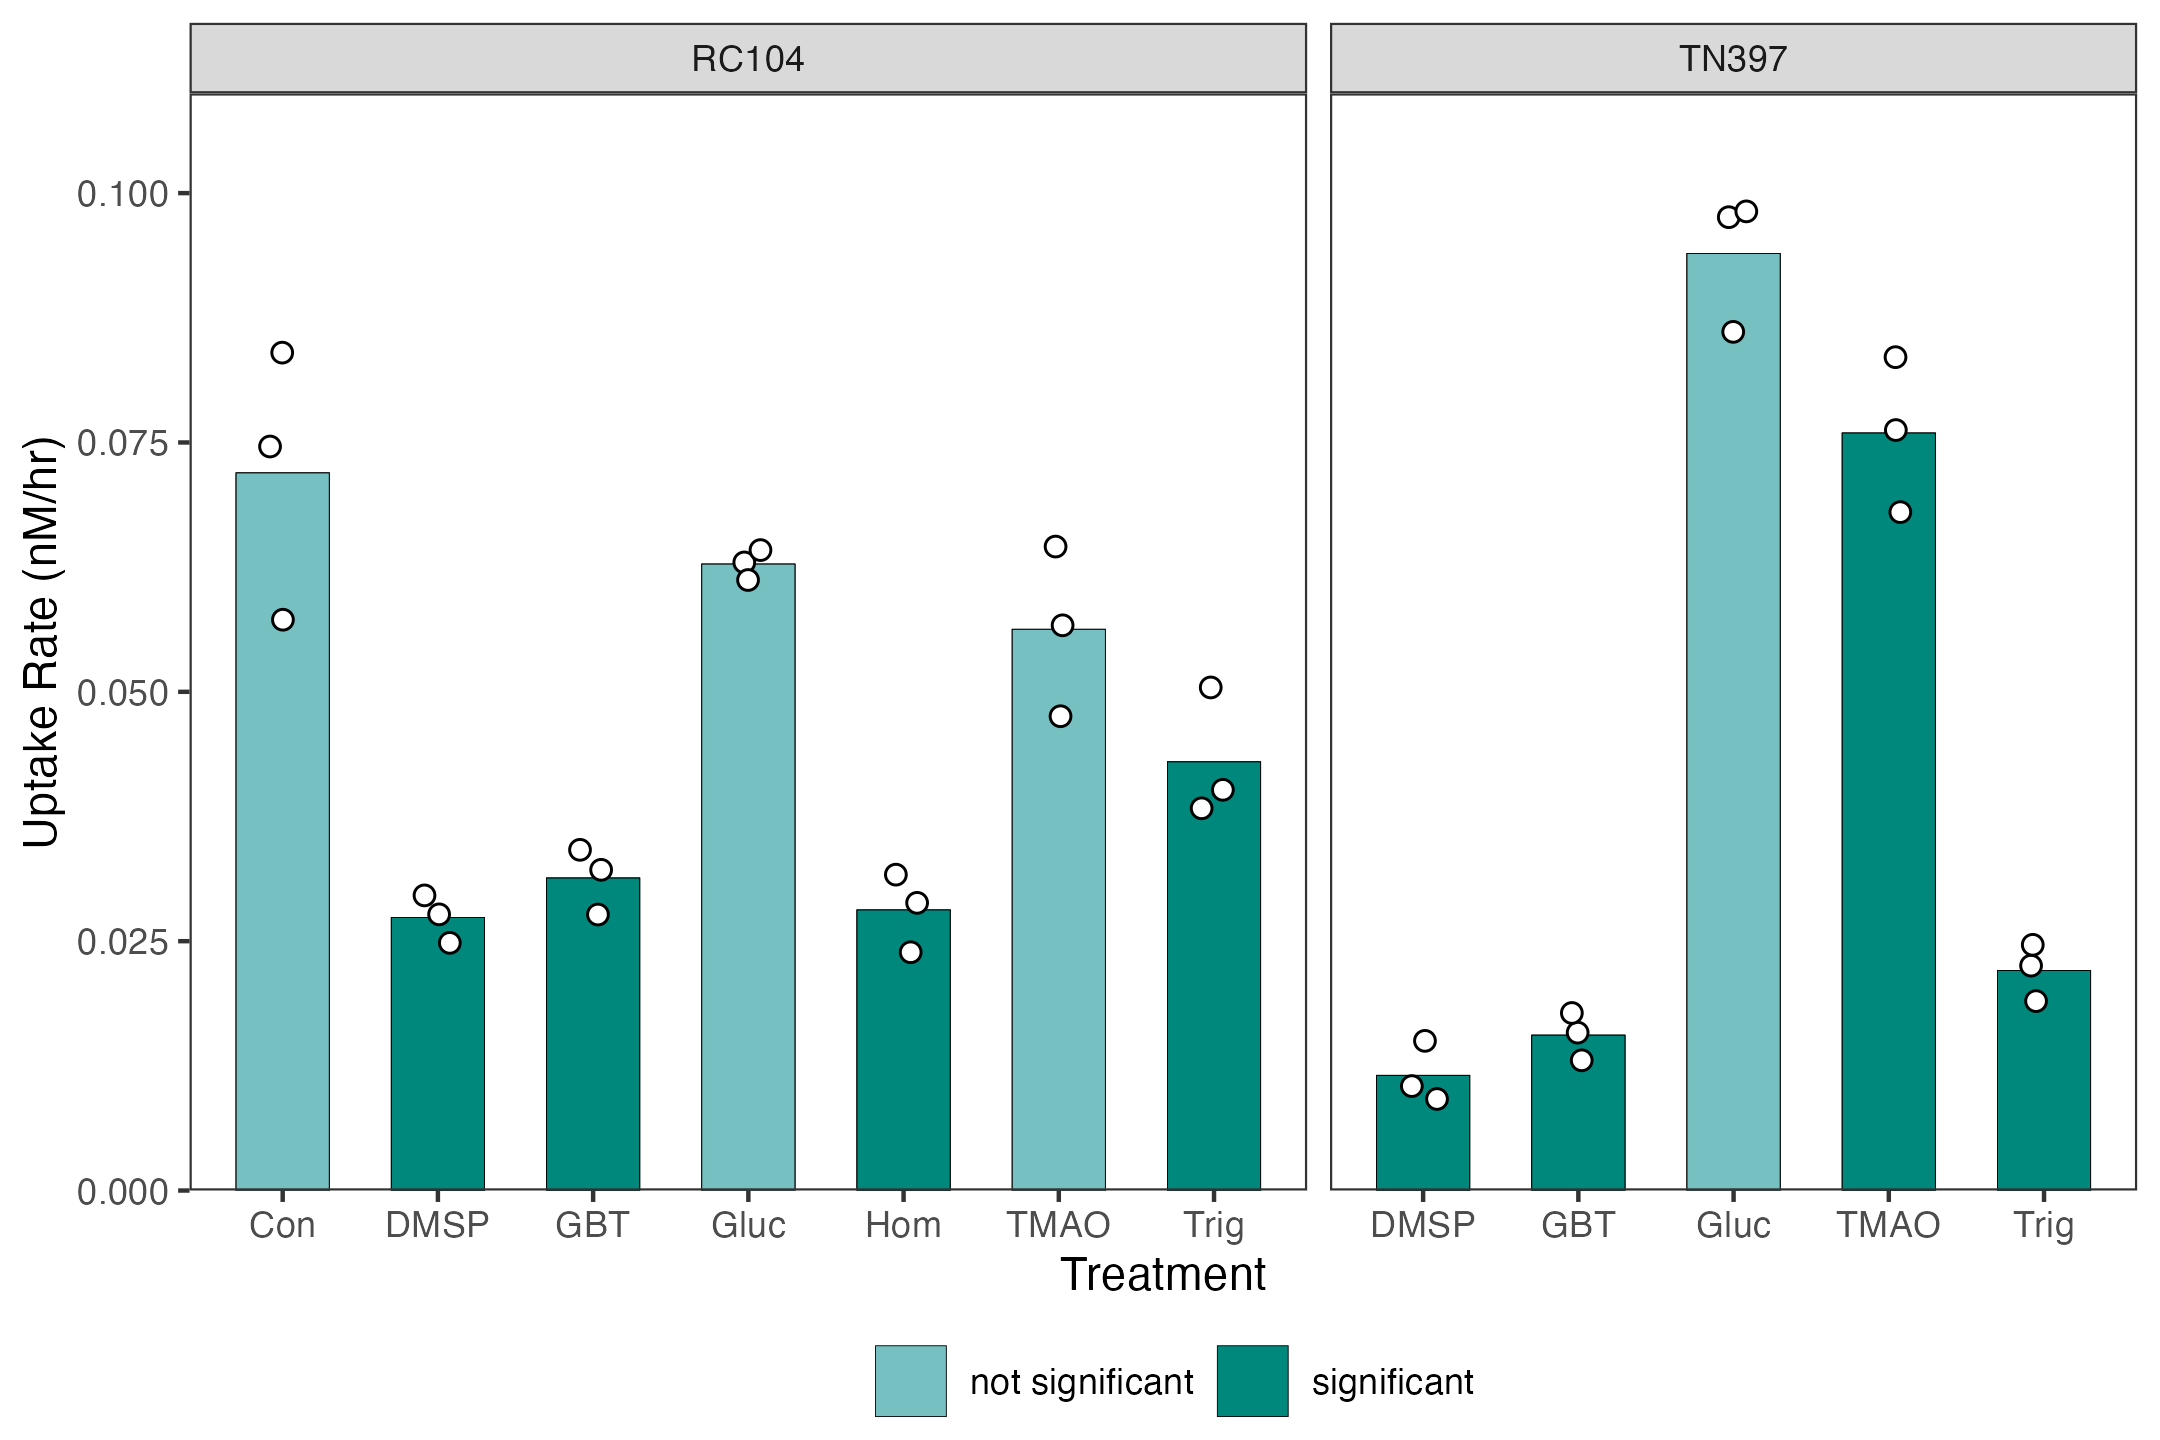 RC104 TN397
Uptake Rate (nM/hr)
0.100
0.075
0.050
0.025
0.000
Con DMSP GBT Gluc Hom TMAO Trig DMSP GBT Gluc TMAO Trig
Treatment
not significant significant